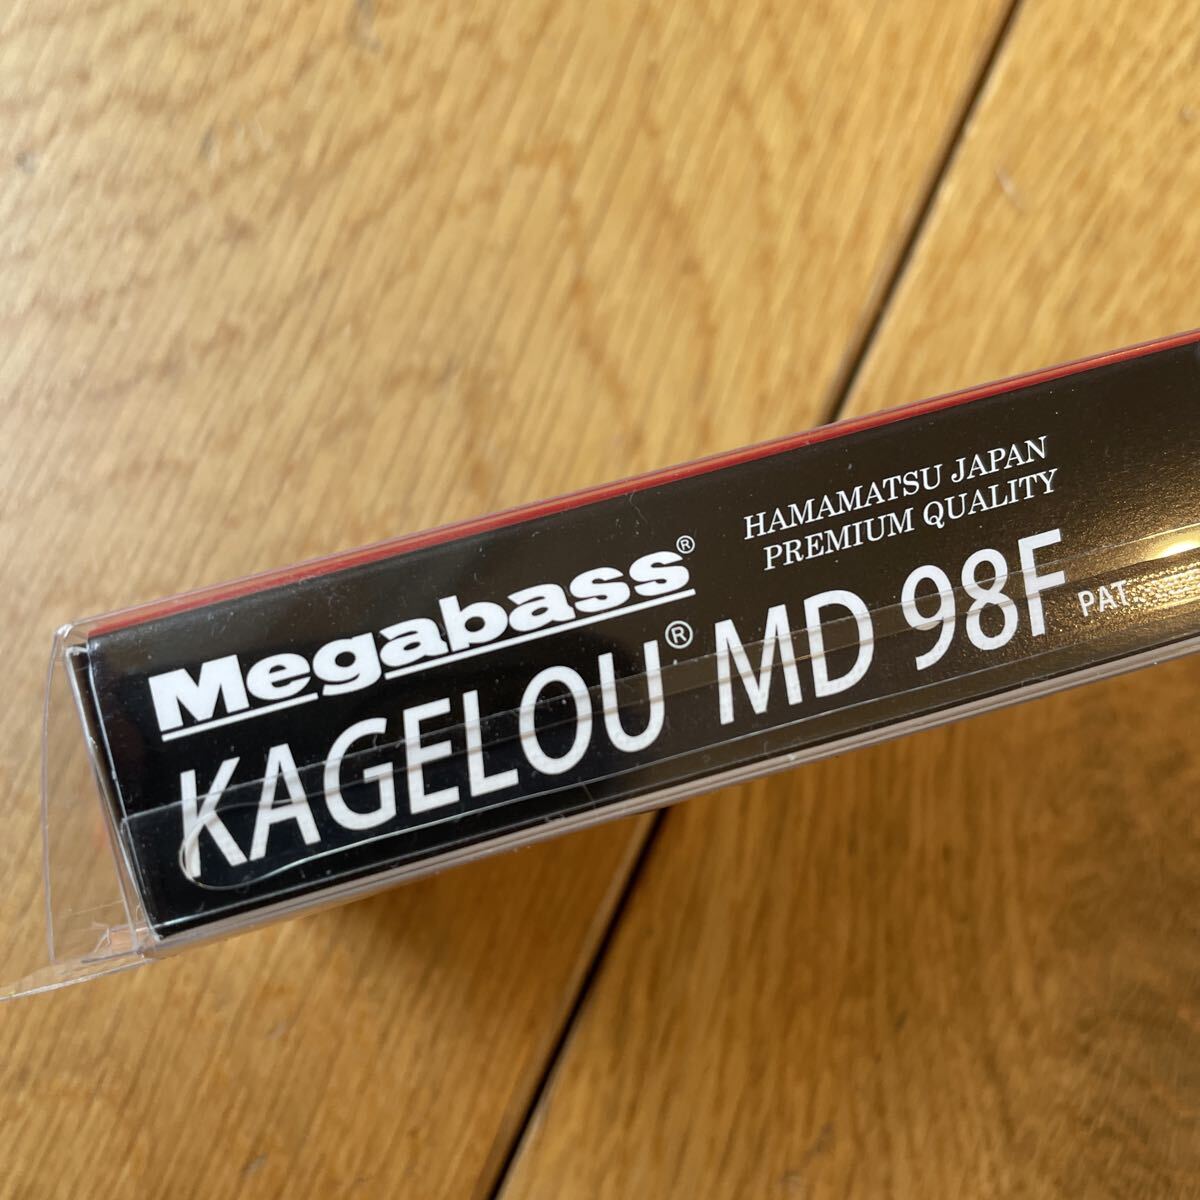 Megabass®
HAMAMATSU JAPAN
PREMIUM QUALITY
KAGELOU® MD 98F PAT.